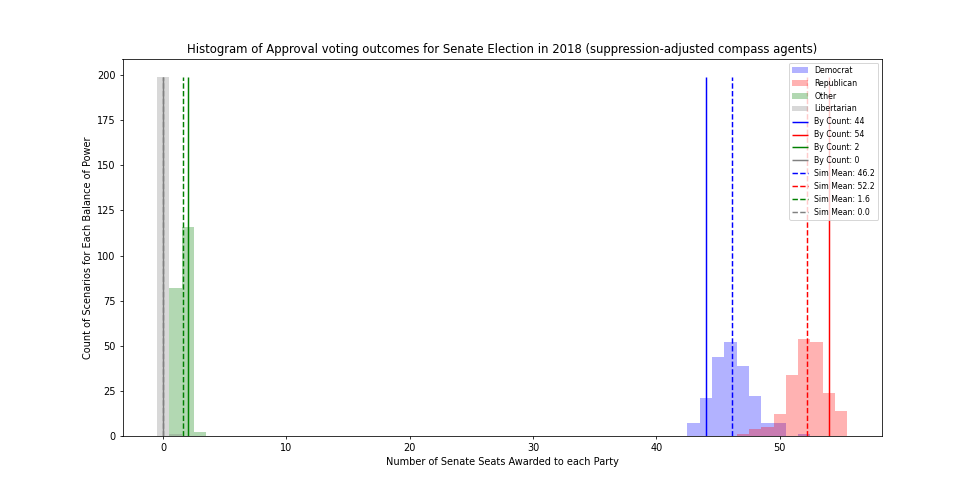 Histogram of Approval voting outcomes for Senate Election in 2018 (suppression-adjusted compass agents)
Count of Scenarios for Each Balance of Power
200
175
150
125
100
75
50
25
0
Democrat
Republican
Other
Libertarian
By Count: 44
By Count: 54
By Count: 2
By Count: 0
Sim Mean: 46.2
Sim Mean: 52.2
Sim Mean: 1.6
Sim Mean: 0.0
0 10 20 30 40 50
Number of Senate Seats Awarded to each Party